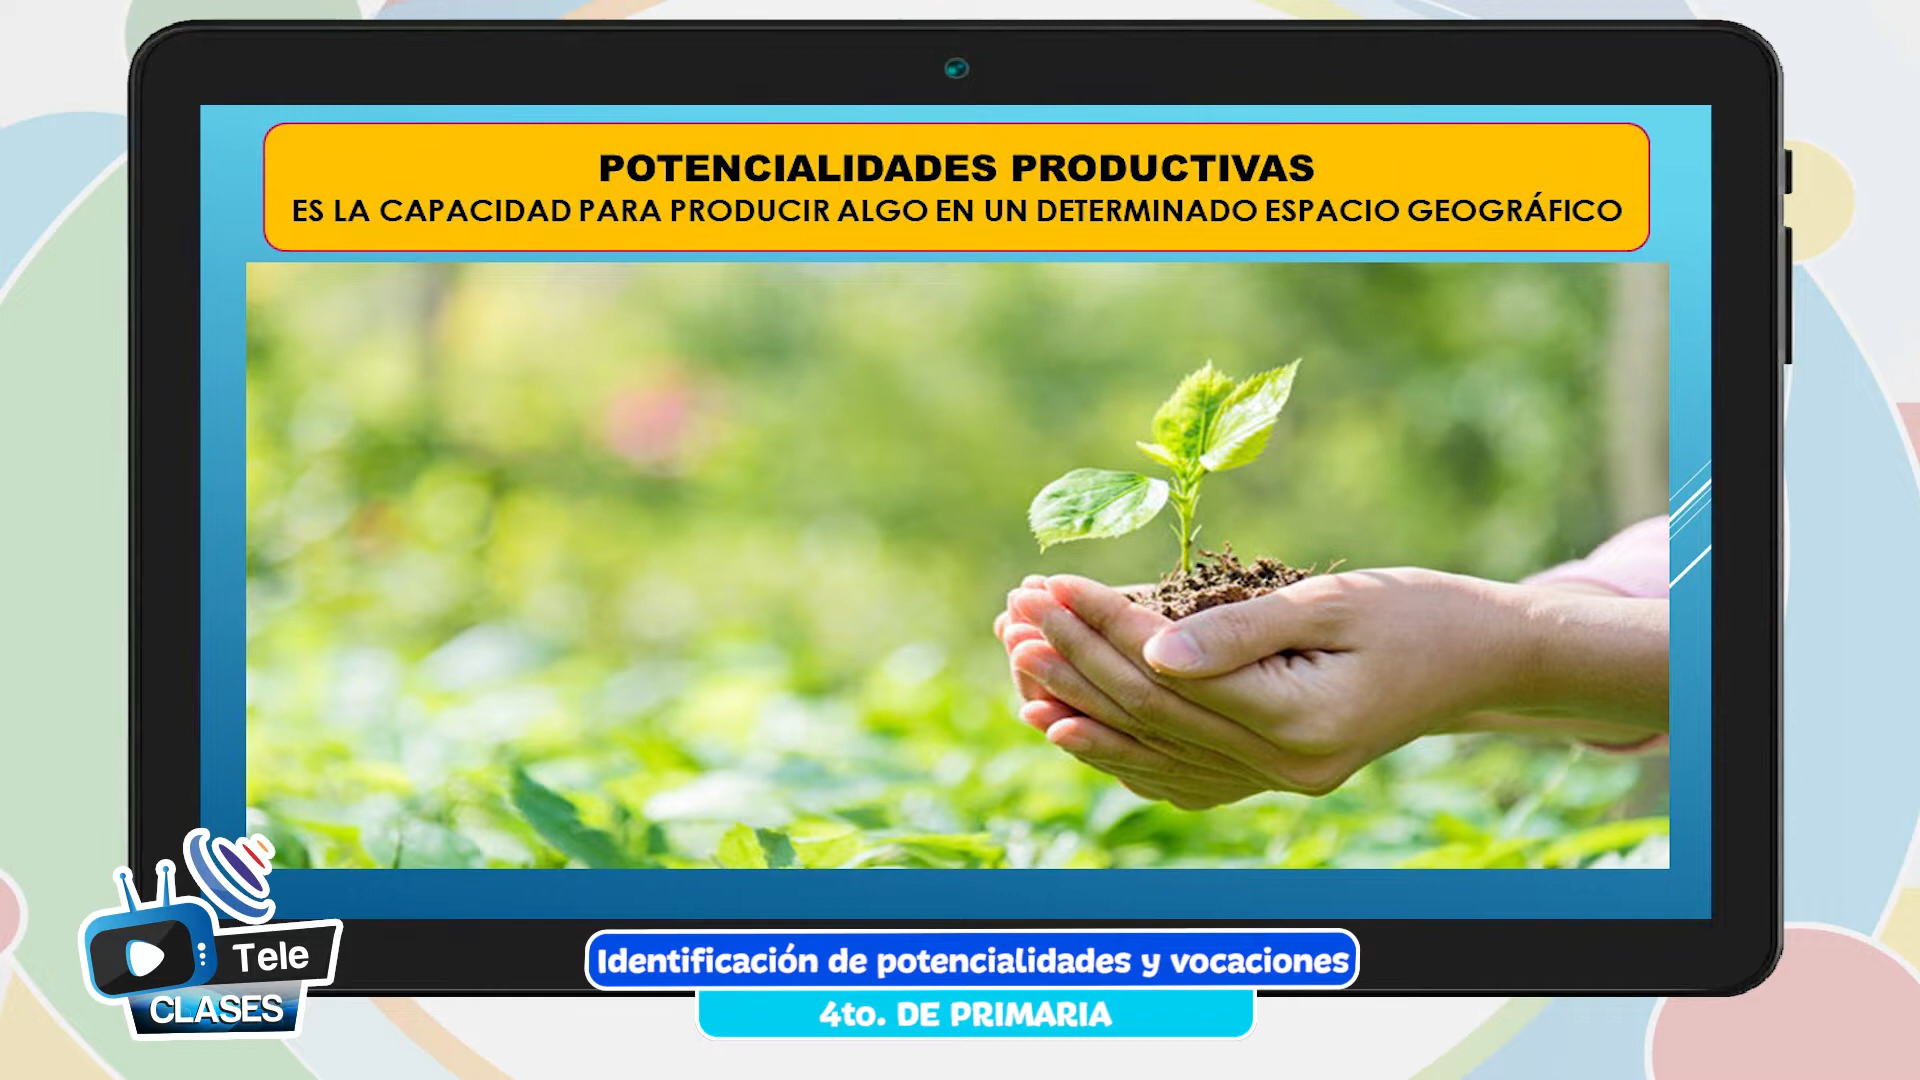 POTENCIALIDADES PRODUCTIVAS
ES LA CAPACIDAD PARA PRODUCIR ALGO EN UN DETERMINADO ESPACIO GEOGRÁFICO
Tele
CLASES
Identificación de potencialidades y vocaciones
4to. DE PRIMARIA